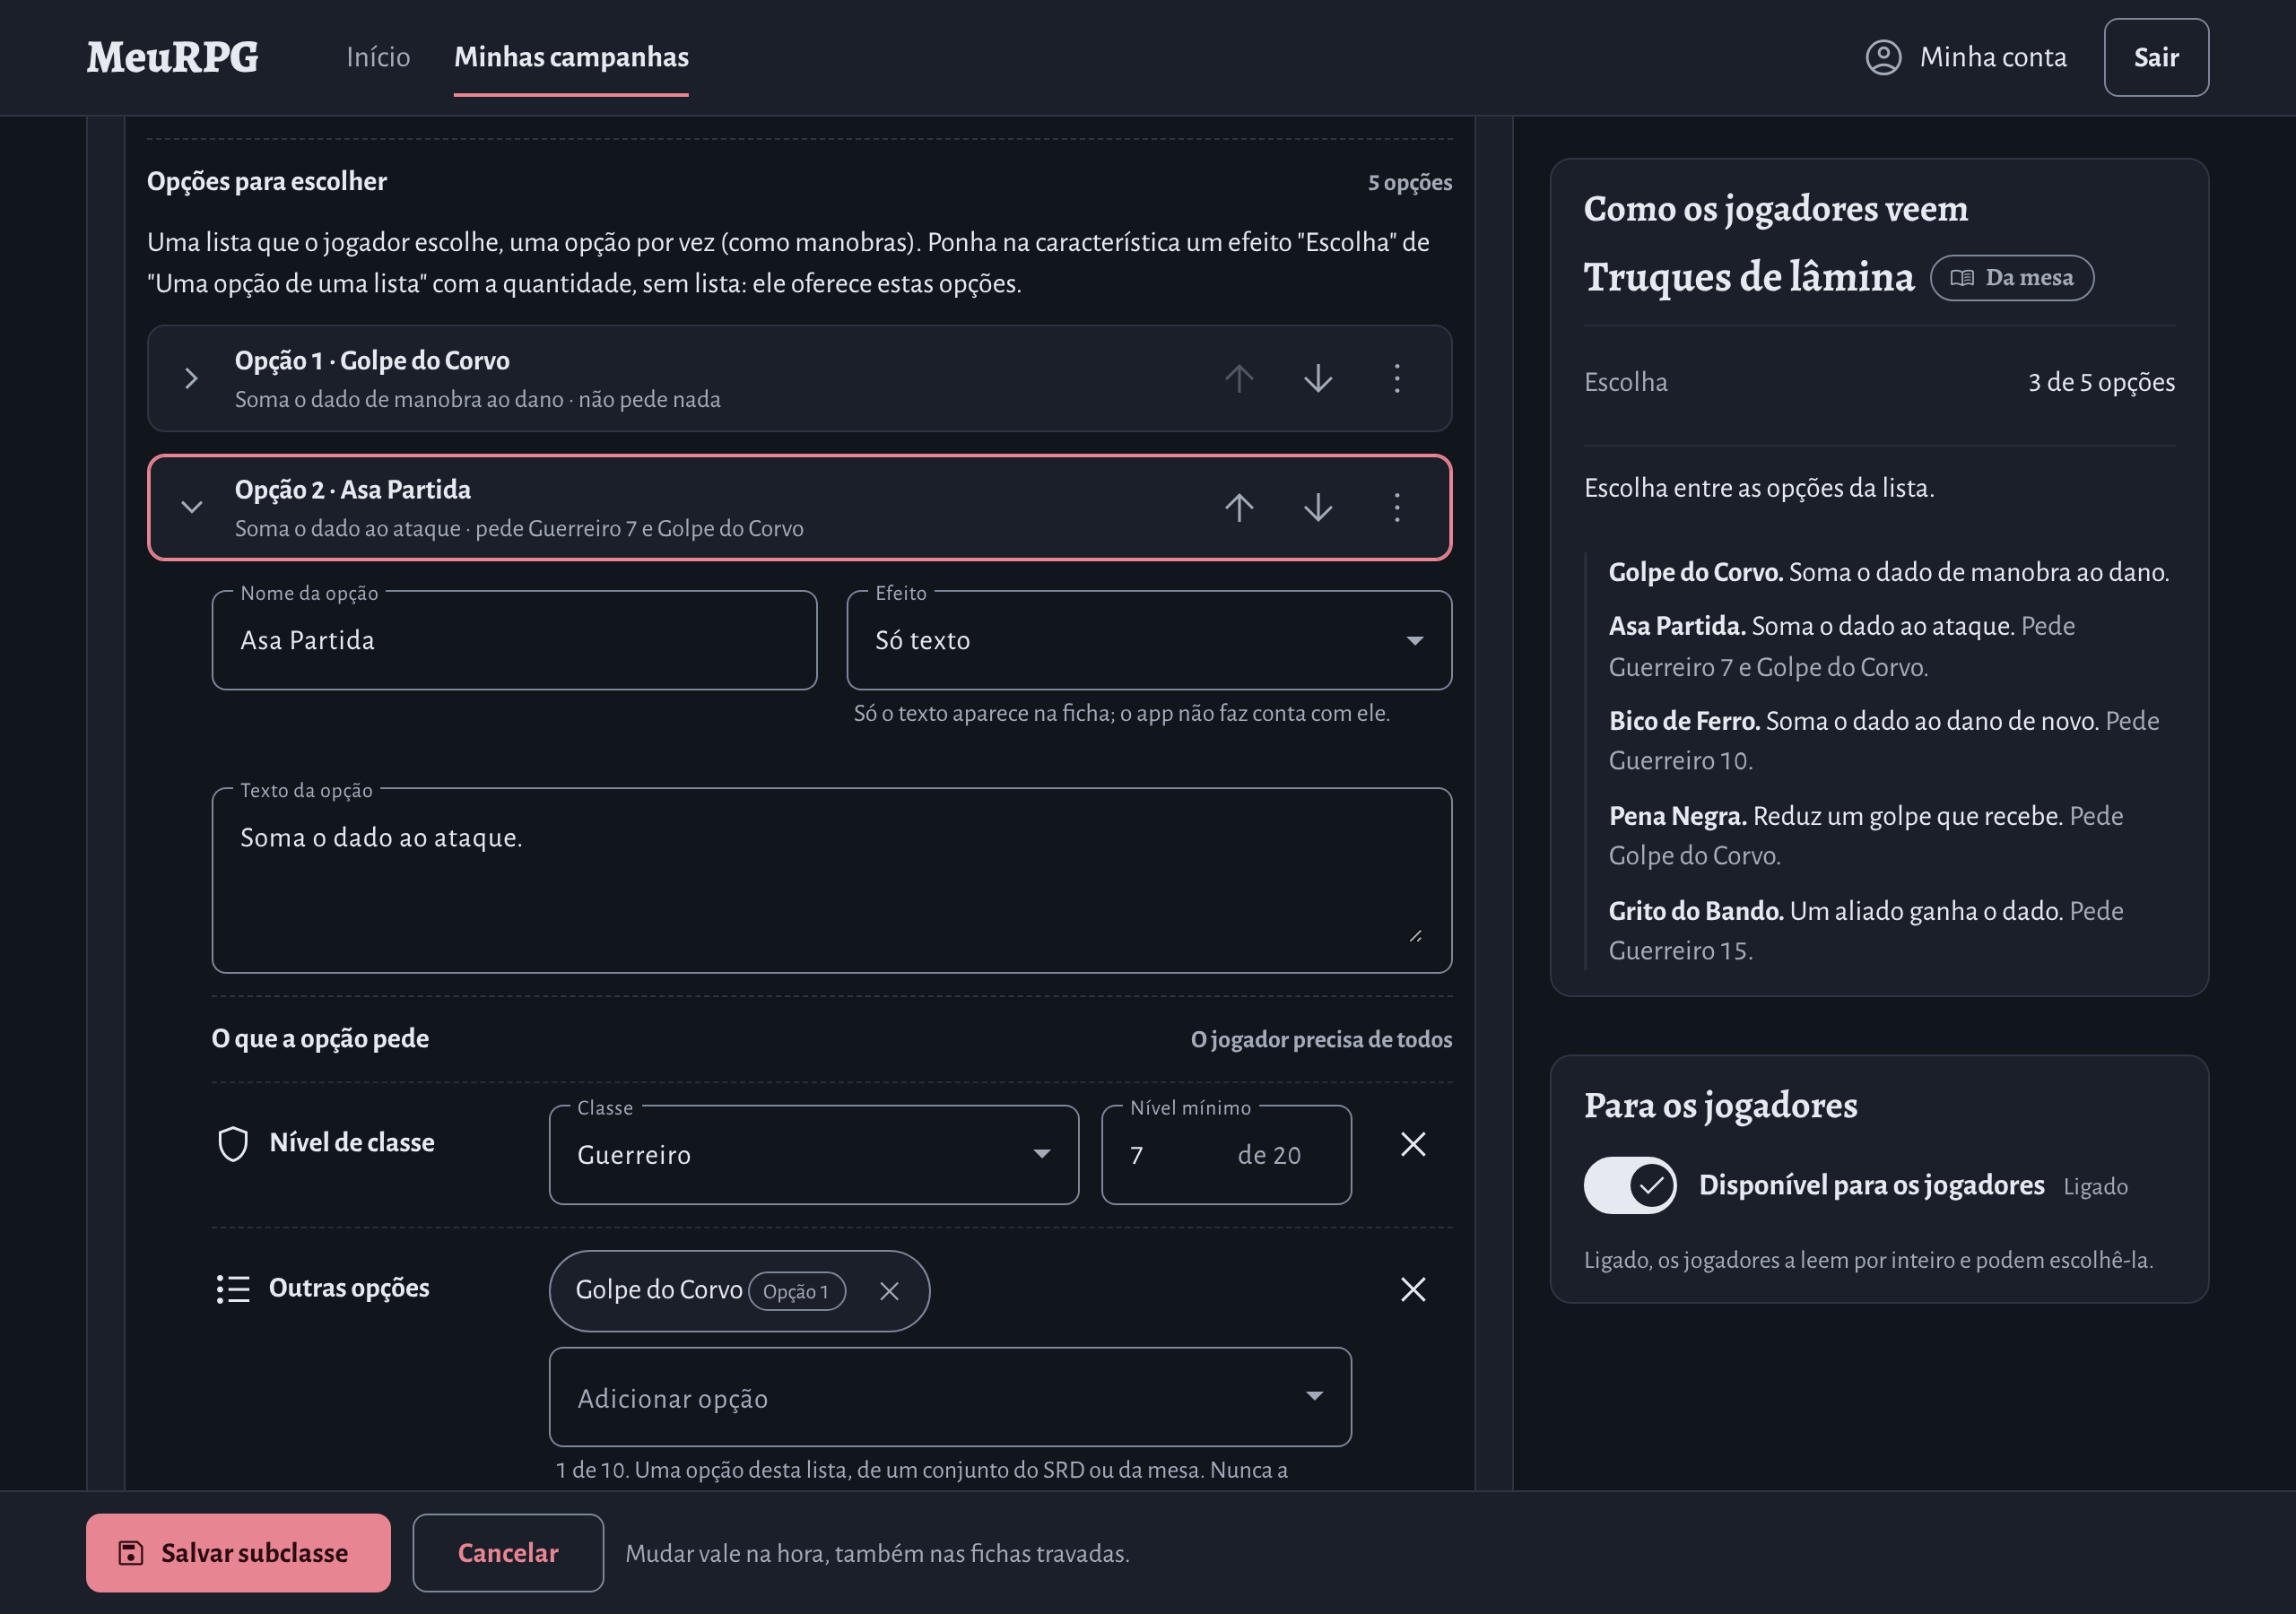 MeuRPG
Início
Minhas campanhas
Minha conta
Sair
Opções para escolher
5 opções
Uma lista que o jogador escolhe, uma opção por vez (como manobras). Ponha na característica um efeito "Escolha" de
"Uma opção de uma lista" com a quantidade, sem lista: ele oferece estas opções.
Opção 1 · Golpe do Corvo
Soma o dado de manobra ao dano · não pede nada
Opção 2 · Asa Partida
Soma o dado ao ataque · pede Guerreiro 7 e Golpe do Corvo
Nome da opção
Asa Partida
Efeito
Só texto
Só o texto aparece na ficha; o app não faz conta com ele.
Texto da opção
Soma o dado ao ataque.
O que a opção pede
O jogador precisa de todos
Nível de classe
Classe
Guerreiro
Nível mínimo
7 de 20
Outras opções
Golpe do Corvo Opção 1
Adicionar opção
1 de 10. Uma opção desta lista, de um conjunto do SRD ou da mesa. Nunca a
Como os jogadores veem
Truques de lâmina
Da mesa
Escolha
3 de 5 opções
Escolha entre as opções da lista.
Golpe do Corvo. Soma o dado de manobra ao dano.
Asa Partida. Soma o dado ao ataque. Pede
Guerreiro 7 e Golpe do Corvo.
Bico de Ferro. Soma o dado ao dano de novo. Pede
Guerreiro 10.
Pena Negra. Reduz um golpe que recebe. Pede
Golpe do Corvo.
Grito do Bando. Um aliado ganha o dado. Pede
Guerreiro 15.
Para os jogadores
Disponível para os jogadores Ligado
Ligado, os jogadores a leem por inteiro e podem escolhê-la.
Salvar subclasse
Cancelar
Mudar vale na hora, também nas fichas travadas.